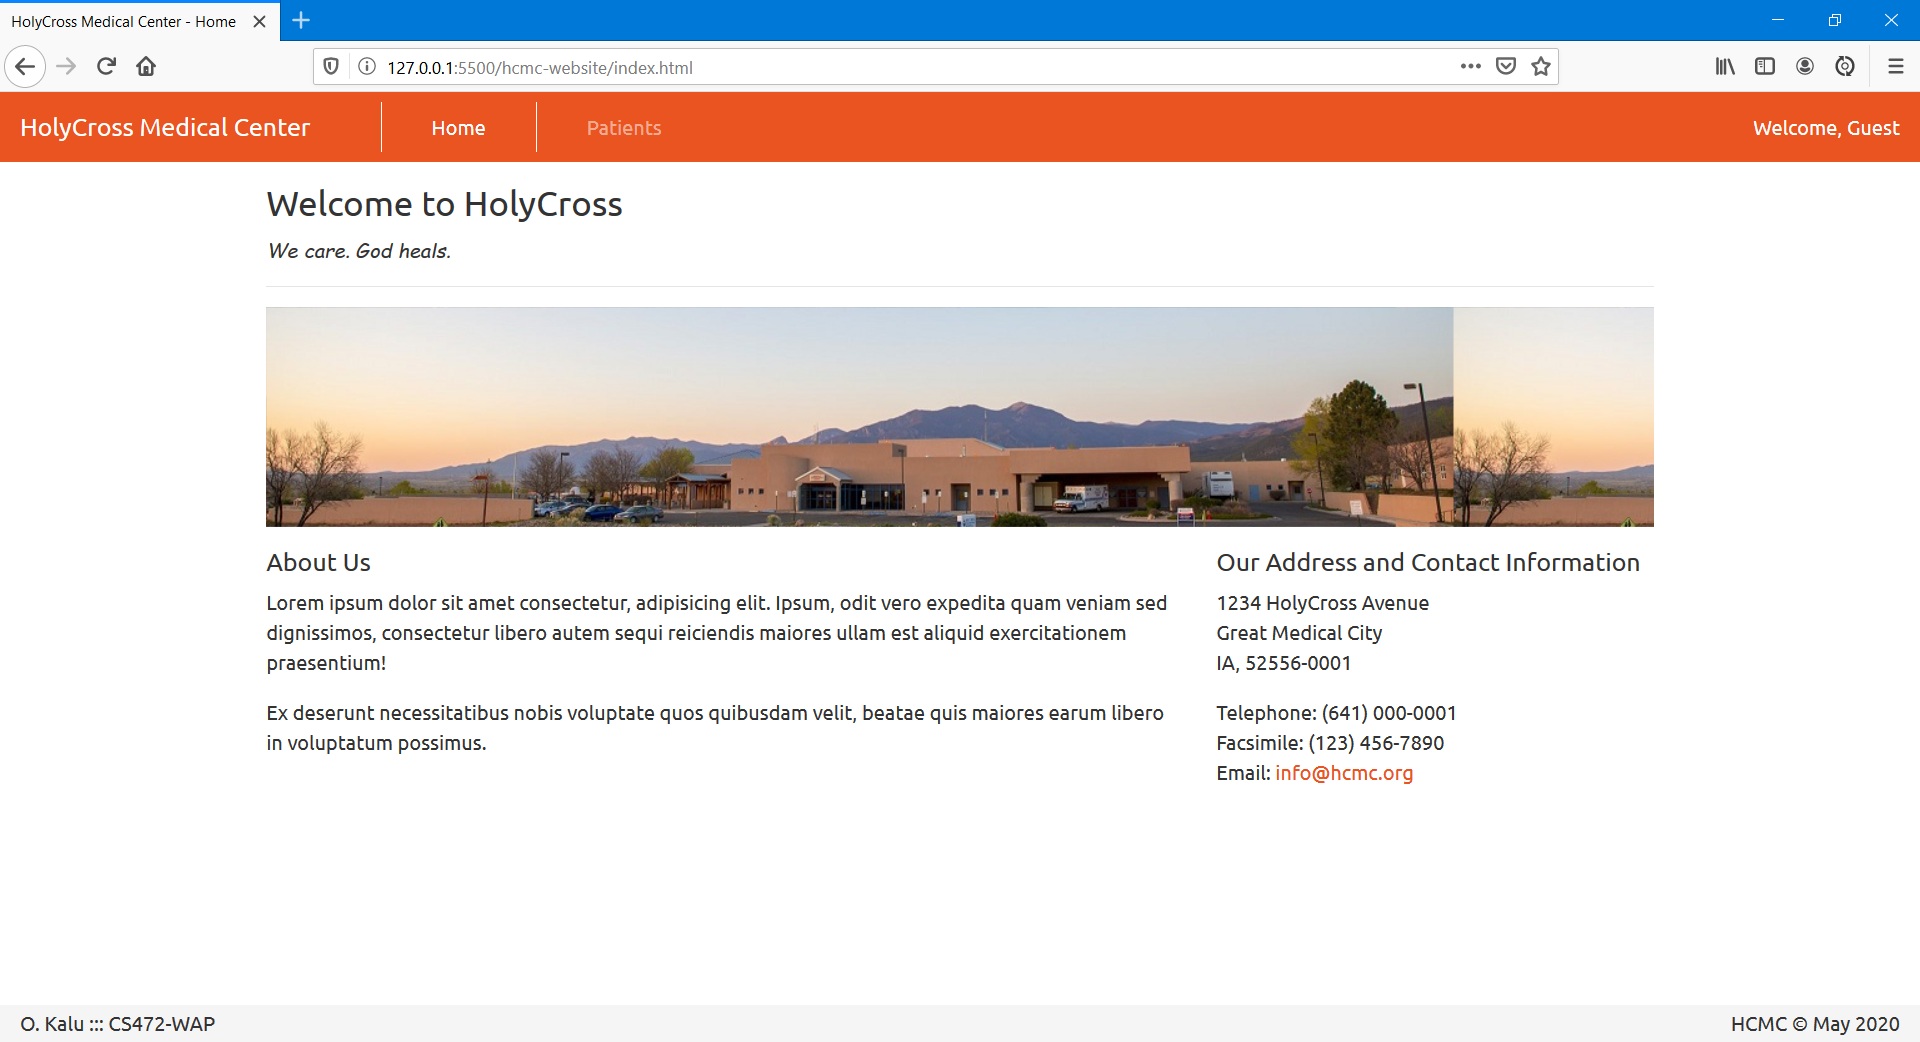 HolyCross Medical Center - Home
127.0.0.1:5500/hcmc-website/index.html
HolyCross Medical Center
Home
Patients
Welcome, Guest
Welcome to HolyCross
We care. God heals.
About Us
Lorem ipsum dolor sit amet consectetur, adipisicing elit. Ipsum, odit vero expedita quam veniam sed
dignissimos, consectetur libero autem sequi reiciendis maiores ullam est aliquid exercitationem
praesentium!
Ex deserunt necessitatibus nobis voluptate quos quibusdam velit, beatae quis maiores earum libero
in voluptatum possimus.
Our Address and Contact Information
1234 HolyCross Avenue
Great Medical City
IA, 52556-0001
Telephone: (641) 000-0001
Facsimile: (123) 456-7890
Email: info@hcmc.org
O. Kalu ::: CS472-WAP
HCMC © May 2020